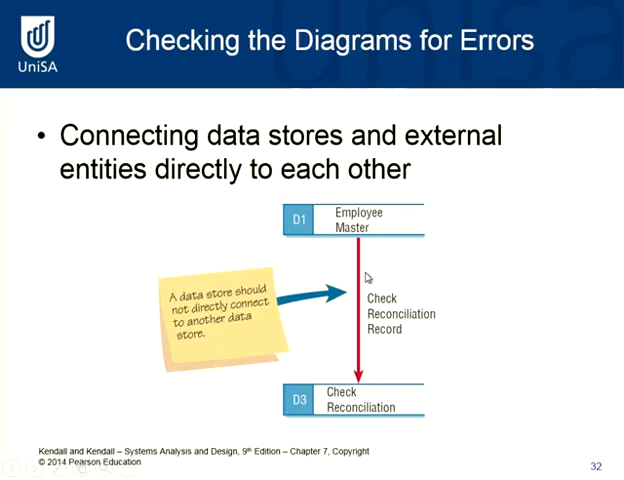 UniSA
Checking the Diagrams for Errors
• Connecting data stores and external
entities directly to each other
D1
Employee
Master
A data store should
not directly connect
to another data
store.
Check
Reconciliation
Record
D3
Check
Reconciliation
Kendall and Kendall – Systems Analysis and Design, 9th Edition – Chapter 7, Copyright
© 2014 Pearson Education
32